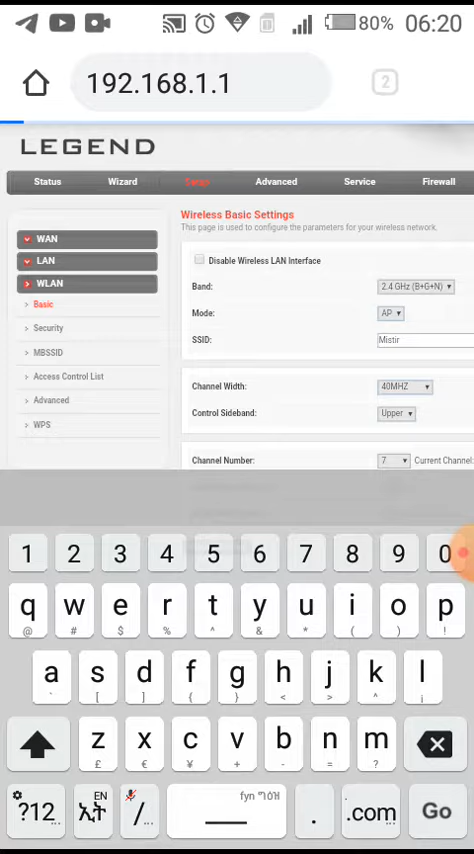 80% 06:20
192.168.1.1
2
LEGEND
Status Wizard Setup Advanced Service Firewall
WAN
LAN
WLAN
Basic
Security
MBSSID
Access Control List
Advanced
WPS
Wireless Basic Settings
This page is used to configure the parameters for your wireless network.
Disable Wireless LAN Interface
Band: 2.4 GHz (B+G+N)
Mode: AP
SSID: Mistir
Channel Width: 40MHZ
Control Sideband: Upper
Channel Number: 7 Current Channel:
1 2 3 4 5 6 7 8 9 0
q w e r t y u i o p
@ # $ % ^ & * ( ) !
a s d f g h j k l
` [ ] { } < > ^ ¡
z x c v b n m
£ € ¥ + - = ?
?12 EN ኢት / fyn . .com Go